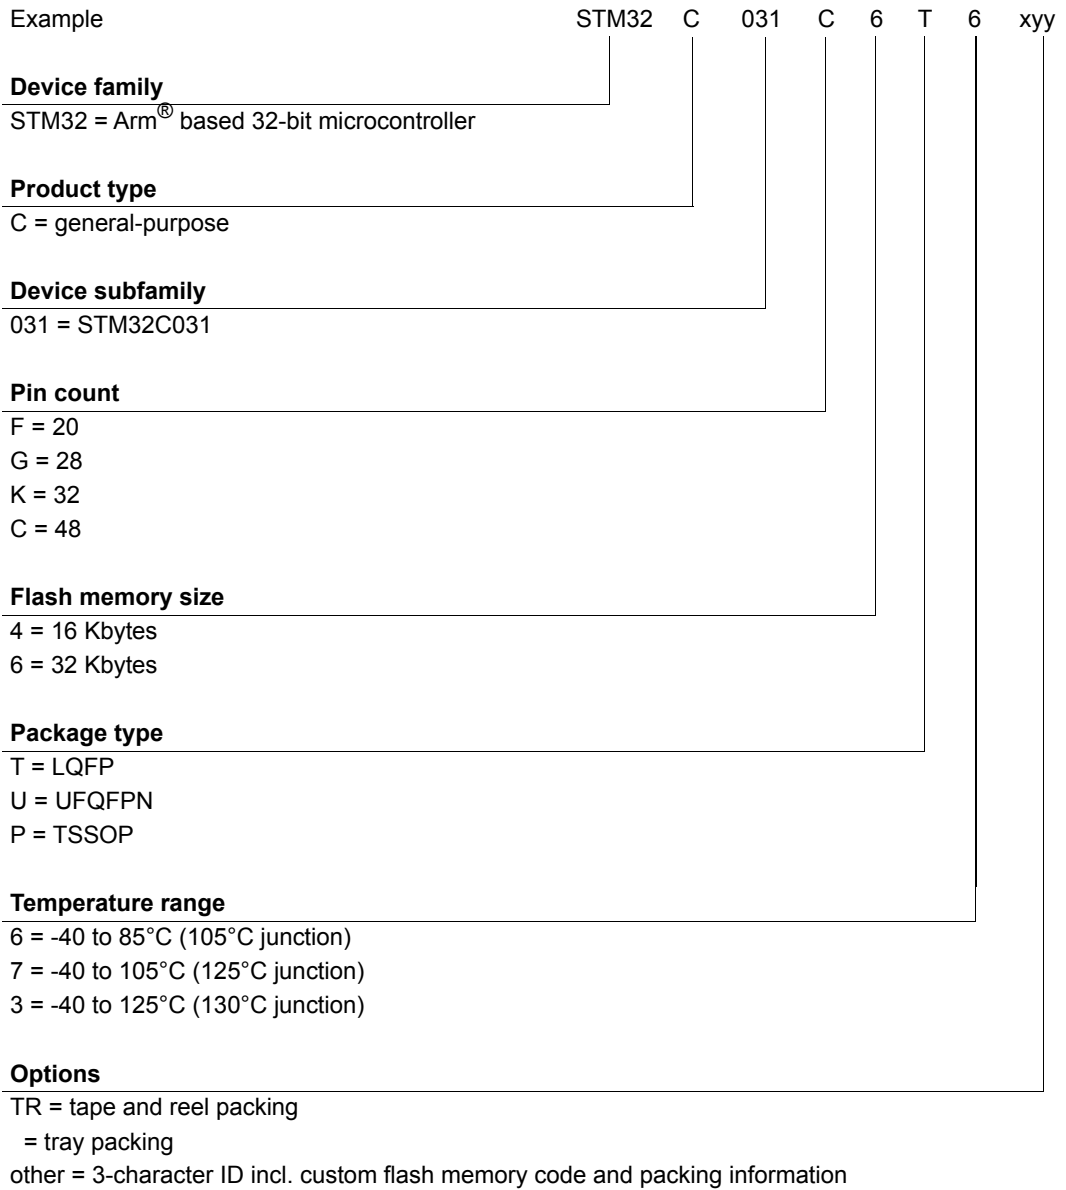 Example STM32 C 031 C 6 T 6 xyy
Device family
STM32 = Arm® based 32-bit microcontroller
Product type
C = general-purpose
Device subfamily
031 = STM32C031
Pin count
F = 20
G = 28
K = 32
C = 48
Flash memory size
4 = 16 Kbytes
6 = 32 Kbytes
Package type
T = LQFP
U = UFQFPN
P = TSSOP
Temperature range
6 = -40 to 85°C (105°C junction)
7 = -40 to 105°C (125°C junction)
3 = -40 to 125°C (130°C junction)
Options
TR = tape and reel packing
= tray packing
other = 3-character ID incl. custom flash memory code and packing information